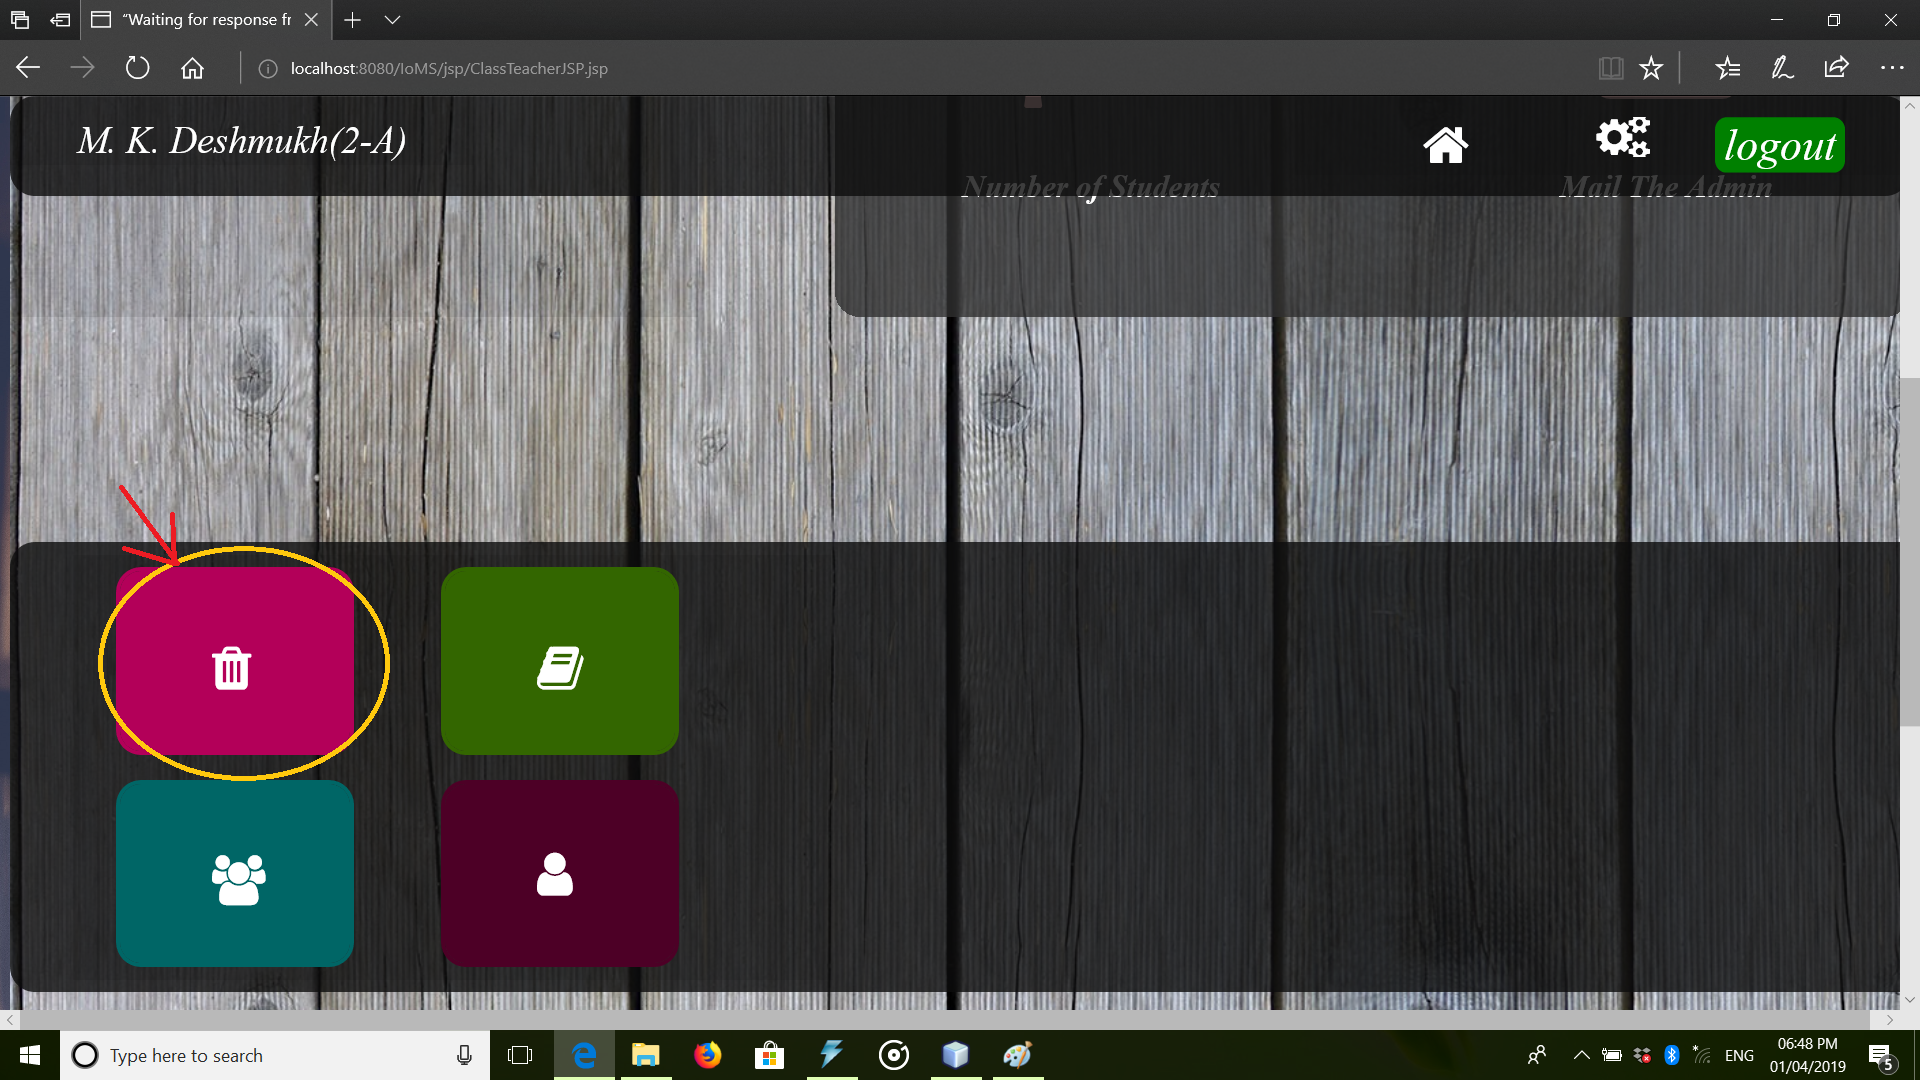 “Waiting for response fr
localhost:8080/IoMS/jsp/ClassTeacherJSP.jsp
M. K. Deshmukh(2-A)
logout
Number of Students
Mail The Admin
Type here to search
ENG
06:48 PM
01/04/2019
5